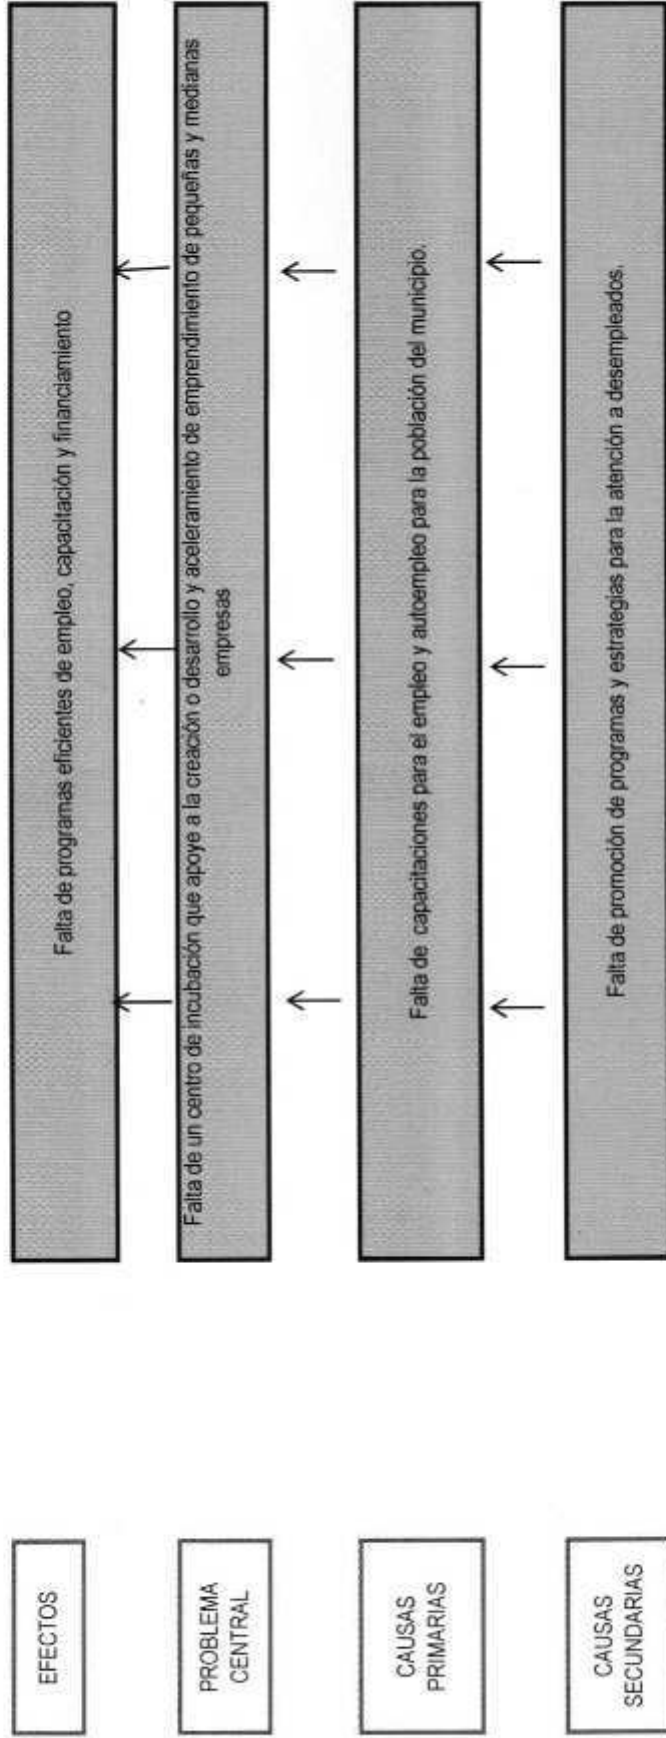 EFECTOS
Falta de programas eficientes de empleo, capacitación y financiamiento
PROBLEMA
CENTRAL
Falta de un centro de incubación que apoye a la creación o desarrollo y aceleramiento de emprendimiento de pequeñas y medianas
empresas
CAUSAS
PRIMARIAS
Falta de capacitaciones para el empleo y autoempleo para la población del municipio.
CAUSAS
SECUNDARIAS
Falta de promoción de programas y estrategias para la atención a desempleados.